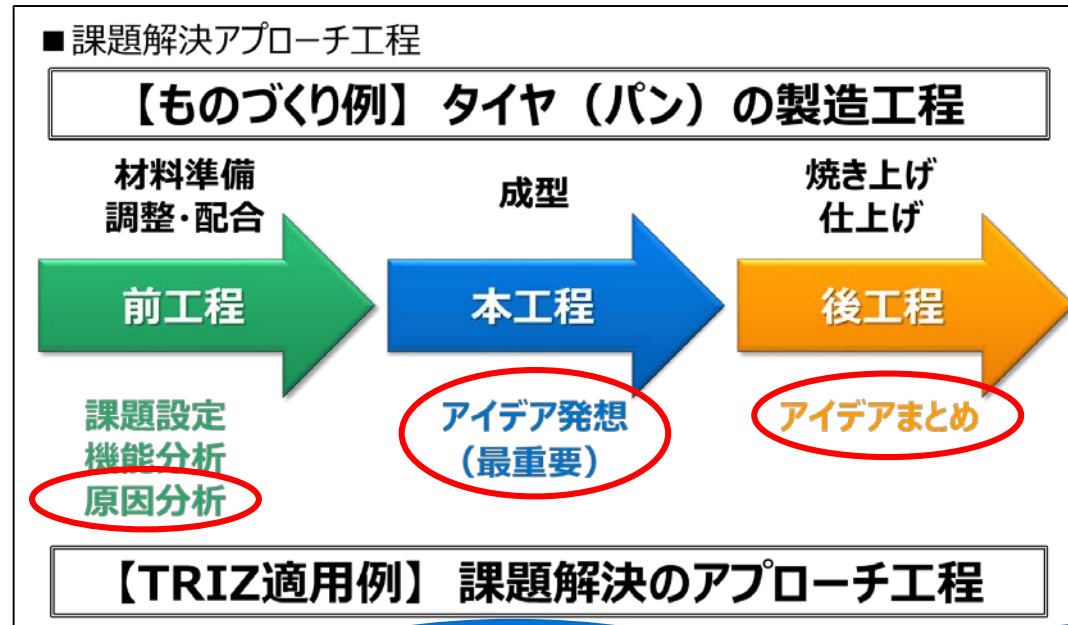 ■課題解決アプローチ工程
【ものづくり例】 タイヤ（パン）の製造工程
材料準備
調整・配合
成型
焼き上げ
仕上げ
前工程
本工程
後工程
課題設定
機能分析
原因分析
アイデア発想
（最重要）
アイデアまとめ
【TRIZ適用例】 課題解決のアプローチ工程